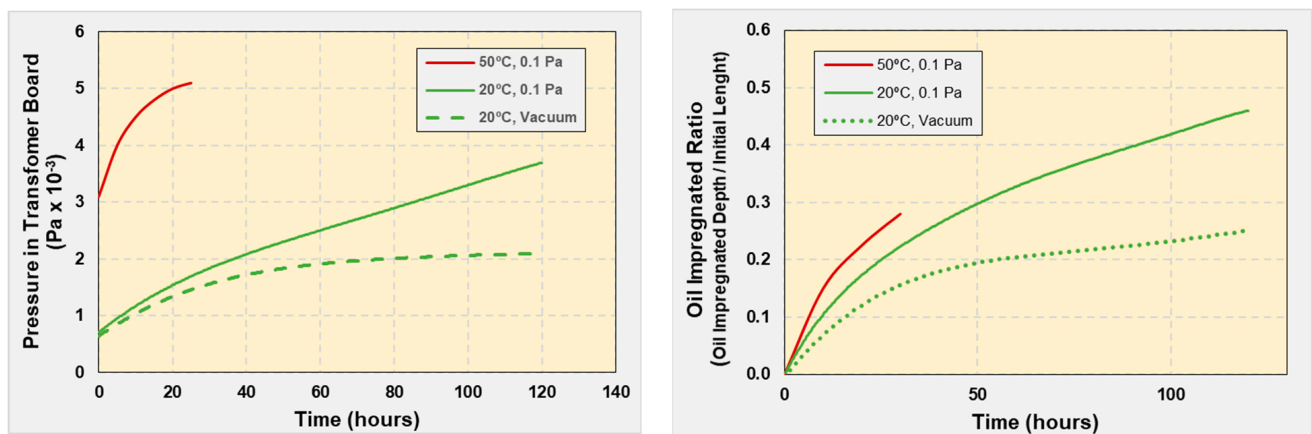 Pressure in Transfomer Board
(Pa x 10-3)
6
5
4
3
2
1
0
50ºC, 0.1 Pa
20ºC, 0.1 Pa
20ºC, Vacuum
0 20 40 60 80 100 120 140
Time (hours)
Oil Impregnated Ratio
(Oil Impregnated Depth / Initial Lenght)
0.6
0.5
0.4
0.3
0.2
0.1
0.0
50ºC, 0.1 Pa
20ºC, 0.1 Pa
20ºC, Vacuum
0 50 100
Time (hours)